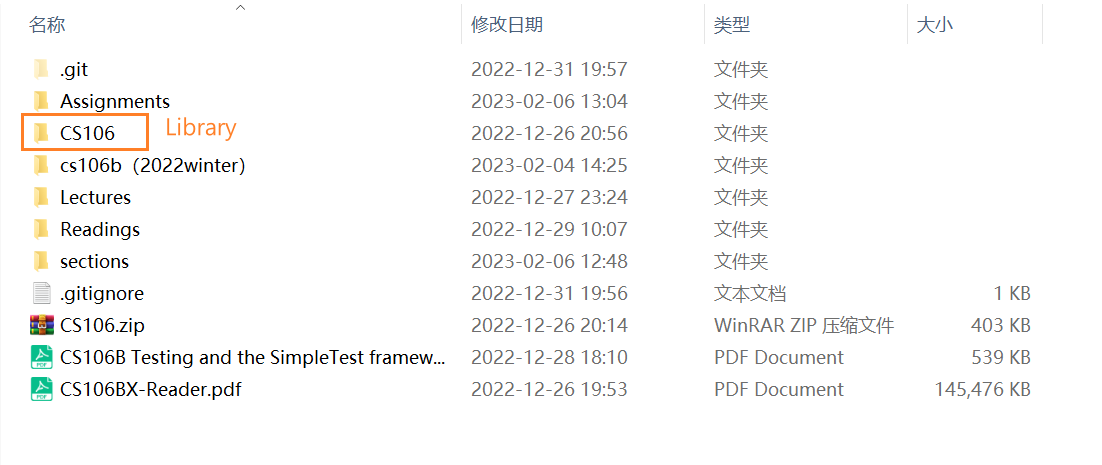 名称 修改日期 类型 大小
.git 2022-12-31 19:57 文件夹
Assignments 2023-02-06 13:04 文件夹
CS106 Library 2022-12-26 20:56 文件夹
cs106b（2022winter） 2023-02-04 14:25 文件夹
Lectures 2022-12-27 23:24 文件夹
Readings 2022-12-29 10:07 文件夹
sections 2023-02-06 12:48 文件夹
.gitignore 2022-12-31 19:56 文本文档 1 KB
CS106.zip 2022-12-26 20:14 WinRAR ZIP 压缩文件 403 KB
CS106B Testing and the SimpleTest framew... 2022-12-28 18:10 PDF Document 539 KB
CS106BX-Reader.pdf 2022-12-26 19:53 PDF Document 145,476 KB